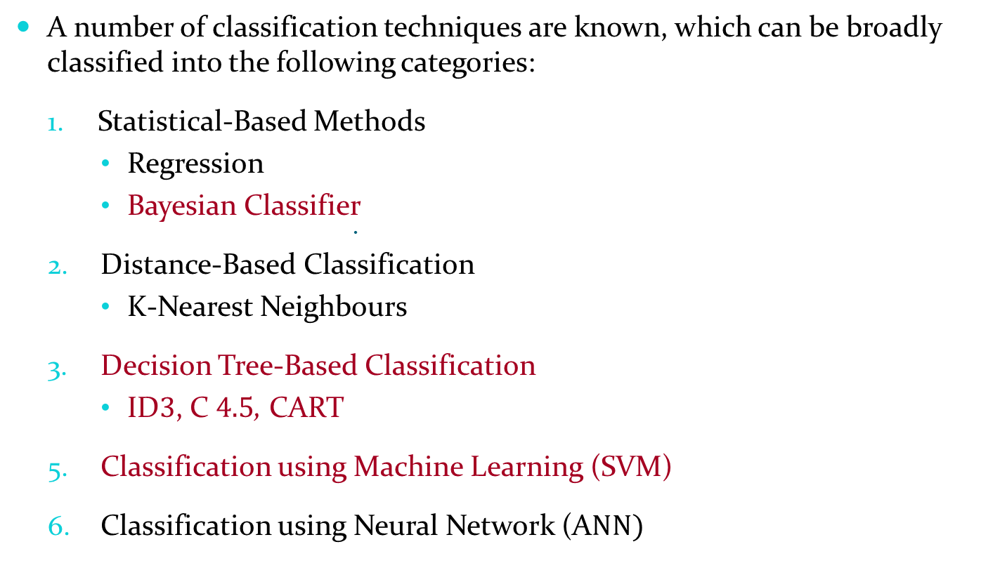 • A number of classification techniques are known, which can be broadly
classified into the following categories:
1. Statistical-Based Methods
• Regression
• Bayesian Classifier
2. Distance-Based Classification
• K-Nearest Neighbours
3. Decision Tree-Based Classification
• ID3, C 4.5, CART
5. Classification using Machine Learning (SVM)
6. Classification using Neural Network (ANN)